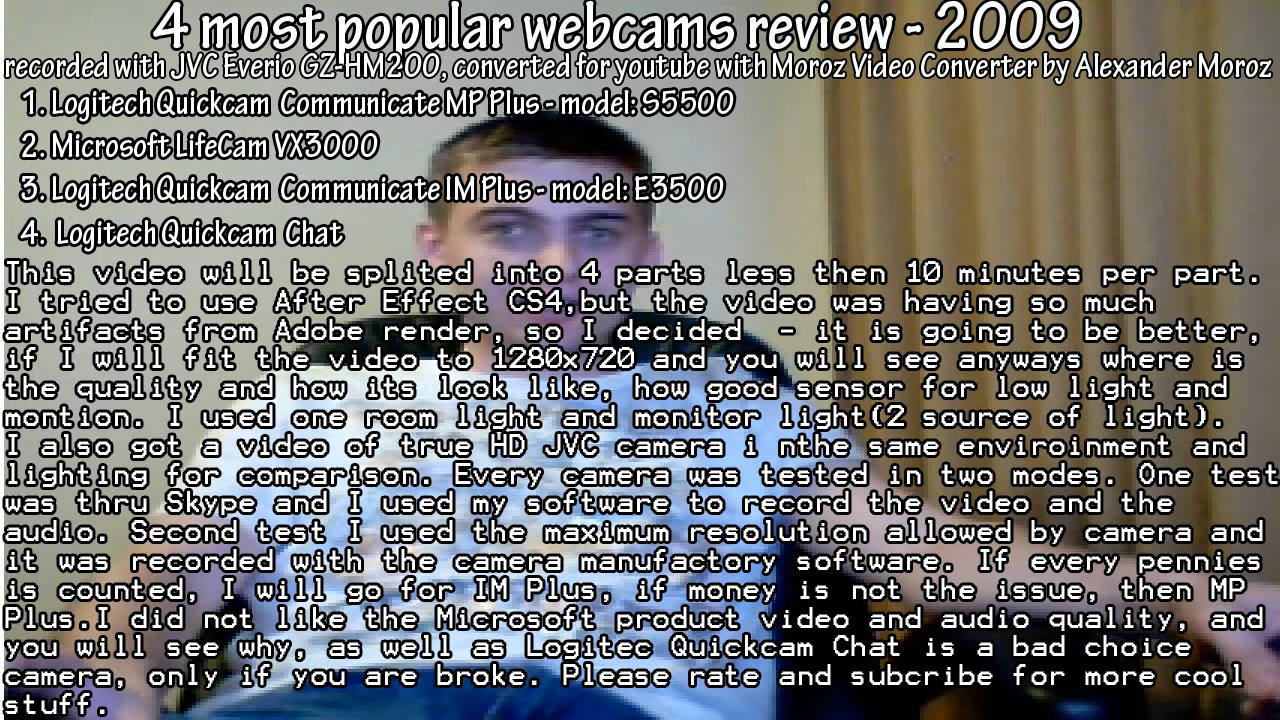 4 most popular webcams review - 2009
recorded with JVC Everio GZ-HM200, converted for youtube with Moroz Video Converter by Alexander Moroz
1. Logitech Quickcam Communicate MP Plus - model: S5500
2. Microsoft LifeCam VX3000
3. Logitech Quickcam Communicate IM Plus - model: E3500
4. Logitech Quickcam Chat
This video will be splited into 4 parts less then 10 minutes per part.
I tried to use After Effect CS4,but the video was having so much
artifacts from Adobe render, so I decided - it is going to be better,
if I will fit the video to 1280x720 and you will see anyways where is
the quality and how its look like, how good sensor for low light and
montion. I used one room light and monitor light(2 source of light).
I also got a video of true HD JVC camera i nthe same enviroinment and
lighting for comparison. Every camera was tested in two modes. One test
was thru Skype and I used my software to record the video and the
audio. Second test I used the maximum resolution allowed by camera and
it was recorded with the camera manufactory software. If every pennies
is counted, I will go for IM Plus, if money is not the issue, then MP
Plus.I did not like the Microsoft product video and audio quality, and
you will see why, as well as Logitec Quickcam Chat is a bad choice
camera, only if you are broke. Please rate and subcribe for more cool
stuff.